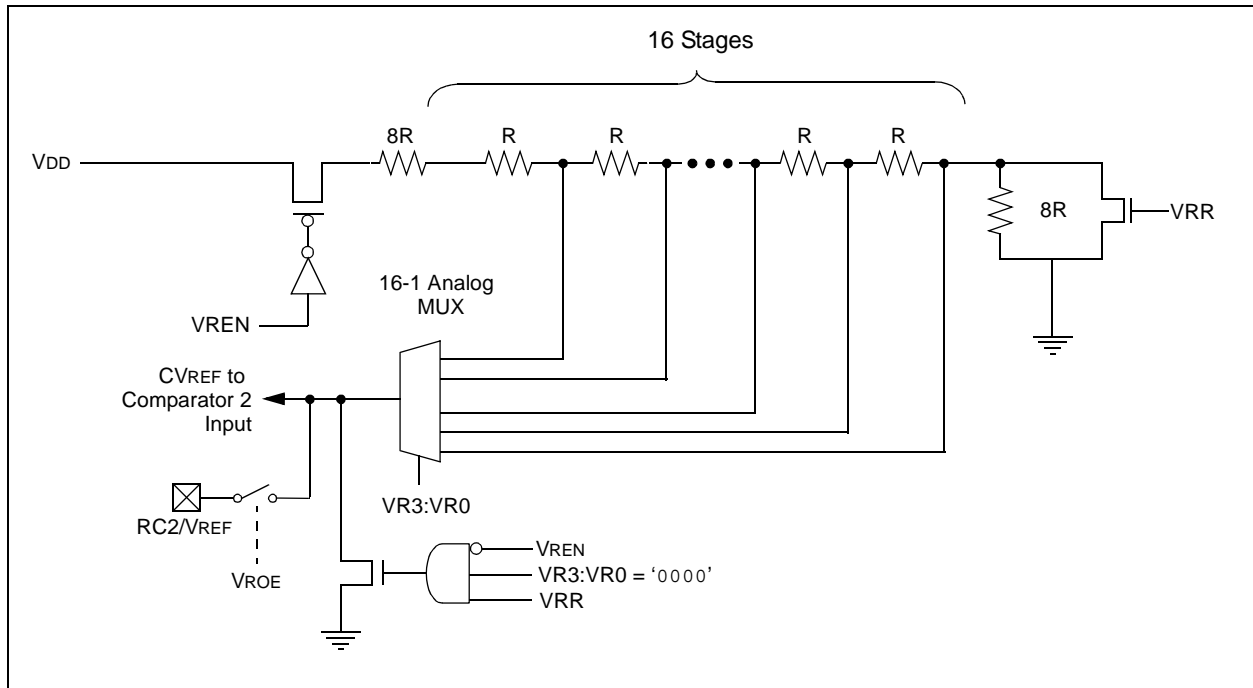 16 Stages
8R
R
R
R
R
VDD
8R
VRR
16-1 Analog
MUX
VREN
CVREF to
Comparator 2
Input
VR3:VR0
RC2/VREF
VROE
VREN
VR3:VR0 = ‘0000’
VRR